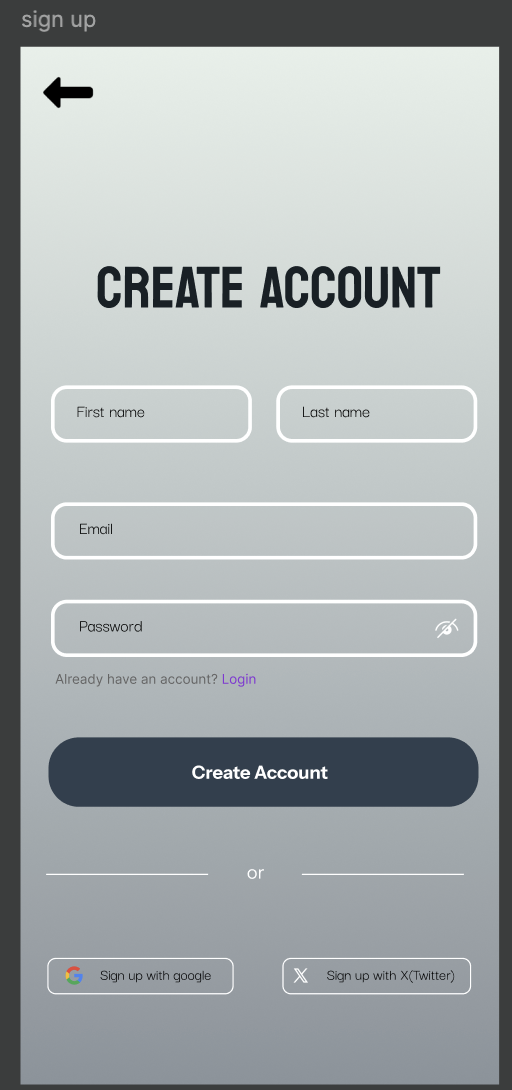 sign up
CREATE ACCOUNT
First name
Last name
Email
Password
Already have an account? Login
Create Account
or
Sign up with google
Sign up with X(Twitter)